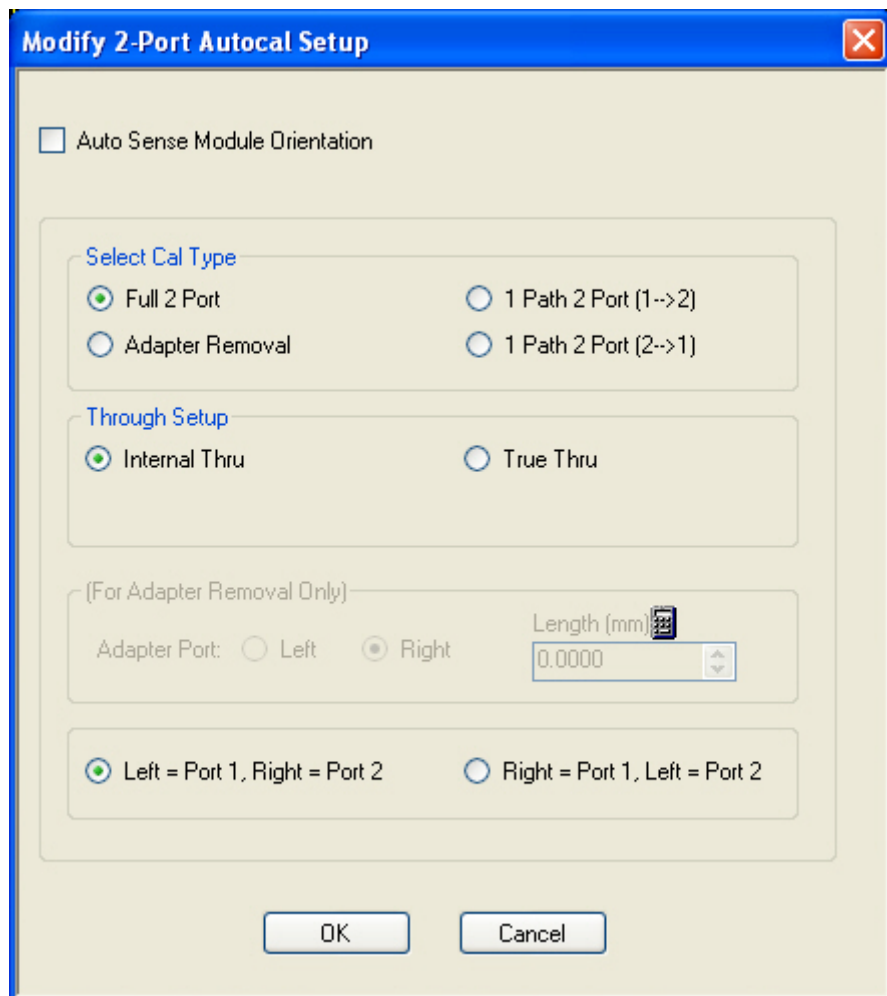 Modify 2-Port Autocal Setup
Auto Sense Module Orientation
Select Cal Type
Full 2 Port
1 Path 2 Port (1-->2)
Adapter Removal
1 Path 2 Port (2-->1)
Through Setup
Internal Thru
True Thru
(For Adapter Removal Only)
Length (mm)
Adapter Port: Left Right
0.0000
Left = Port 1, Right = Port 2
Right = Port 1, Left = Port 2
OK
Cancel